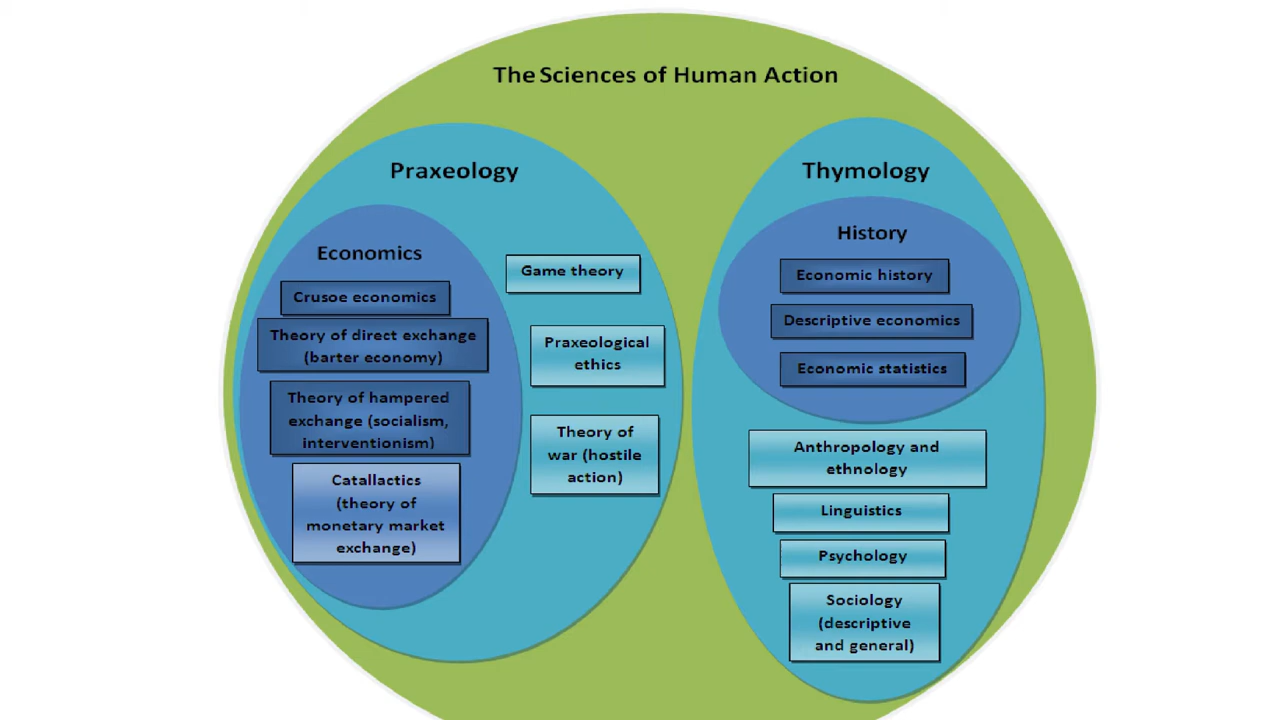 The Sciences of Human Action
Praxeology
Economics
Crusoe economics
Theory of direct exchange
(barter economy)
Theory of hampered
exchange (socialism,
interventionism)
Catallactics
(theory of
monetary market
exchange)
Game theory
Praxeological
ethics
Theory of
war (hostile
action)
Thymology
History
Economic history
Descriptive economics
Economic statistics
Anthropology and
ethnology
Linguistics
Psychology
Sociology
(descriptive
and general)